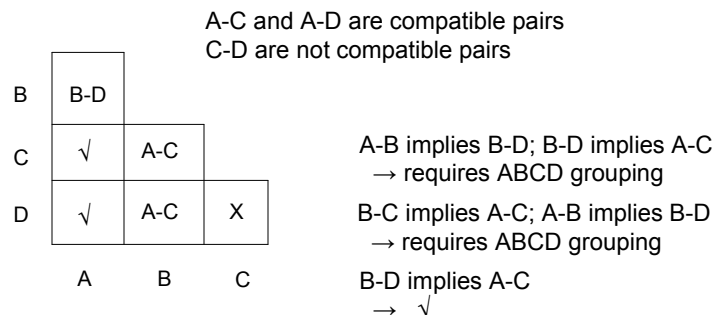 A-C and A-D are compatible pairs
C-D are not compatible pairs
B B-D
C √ A-C
D √ A-C X
A B C
A-B implies B-D; B-D implies A-C
→ requires ABCD grouping
B-C implies A-C; A-B implies B-D
→ requires ABCD grouping
B-D implies A-C
→ √